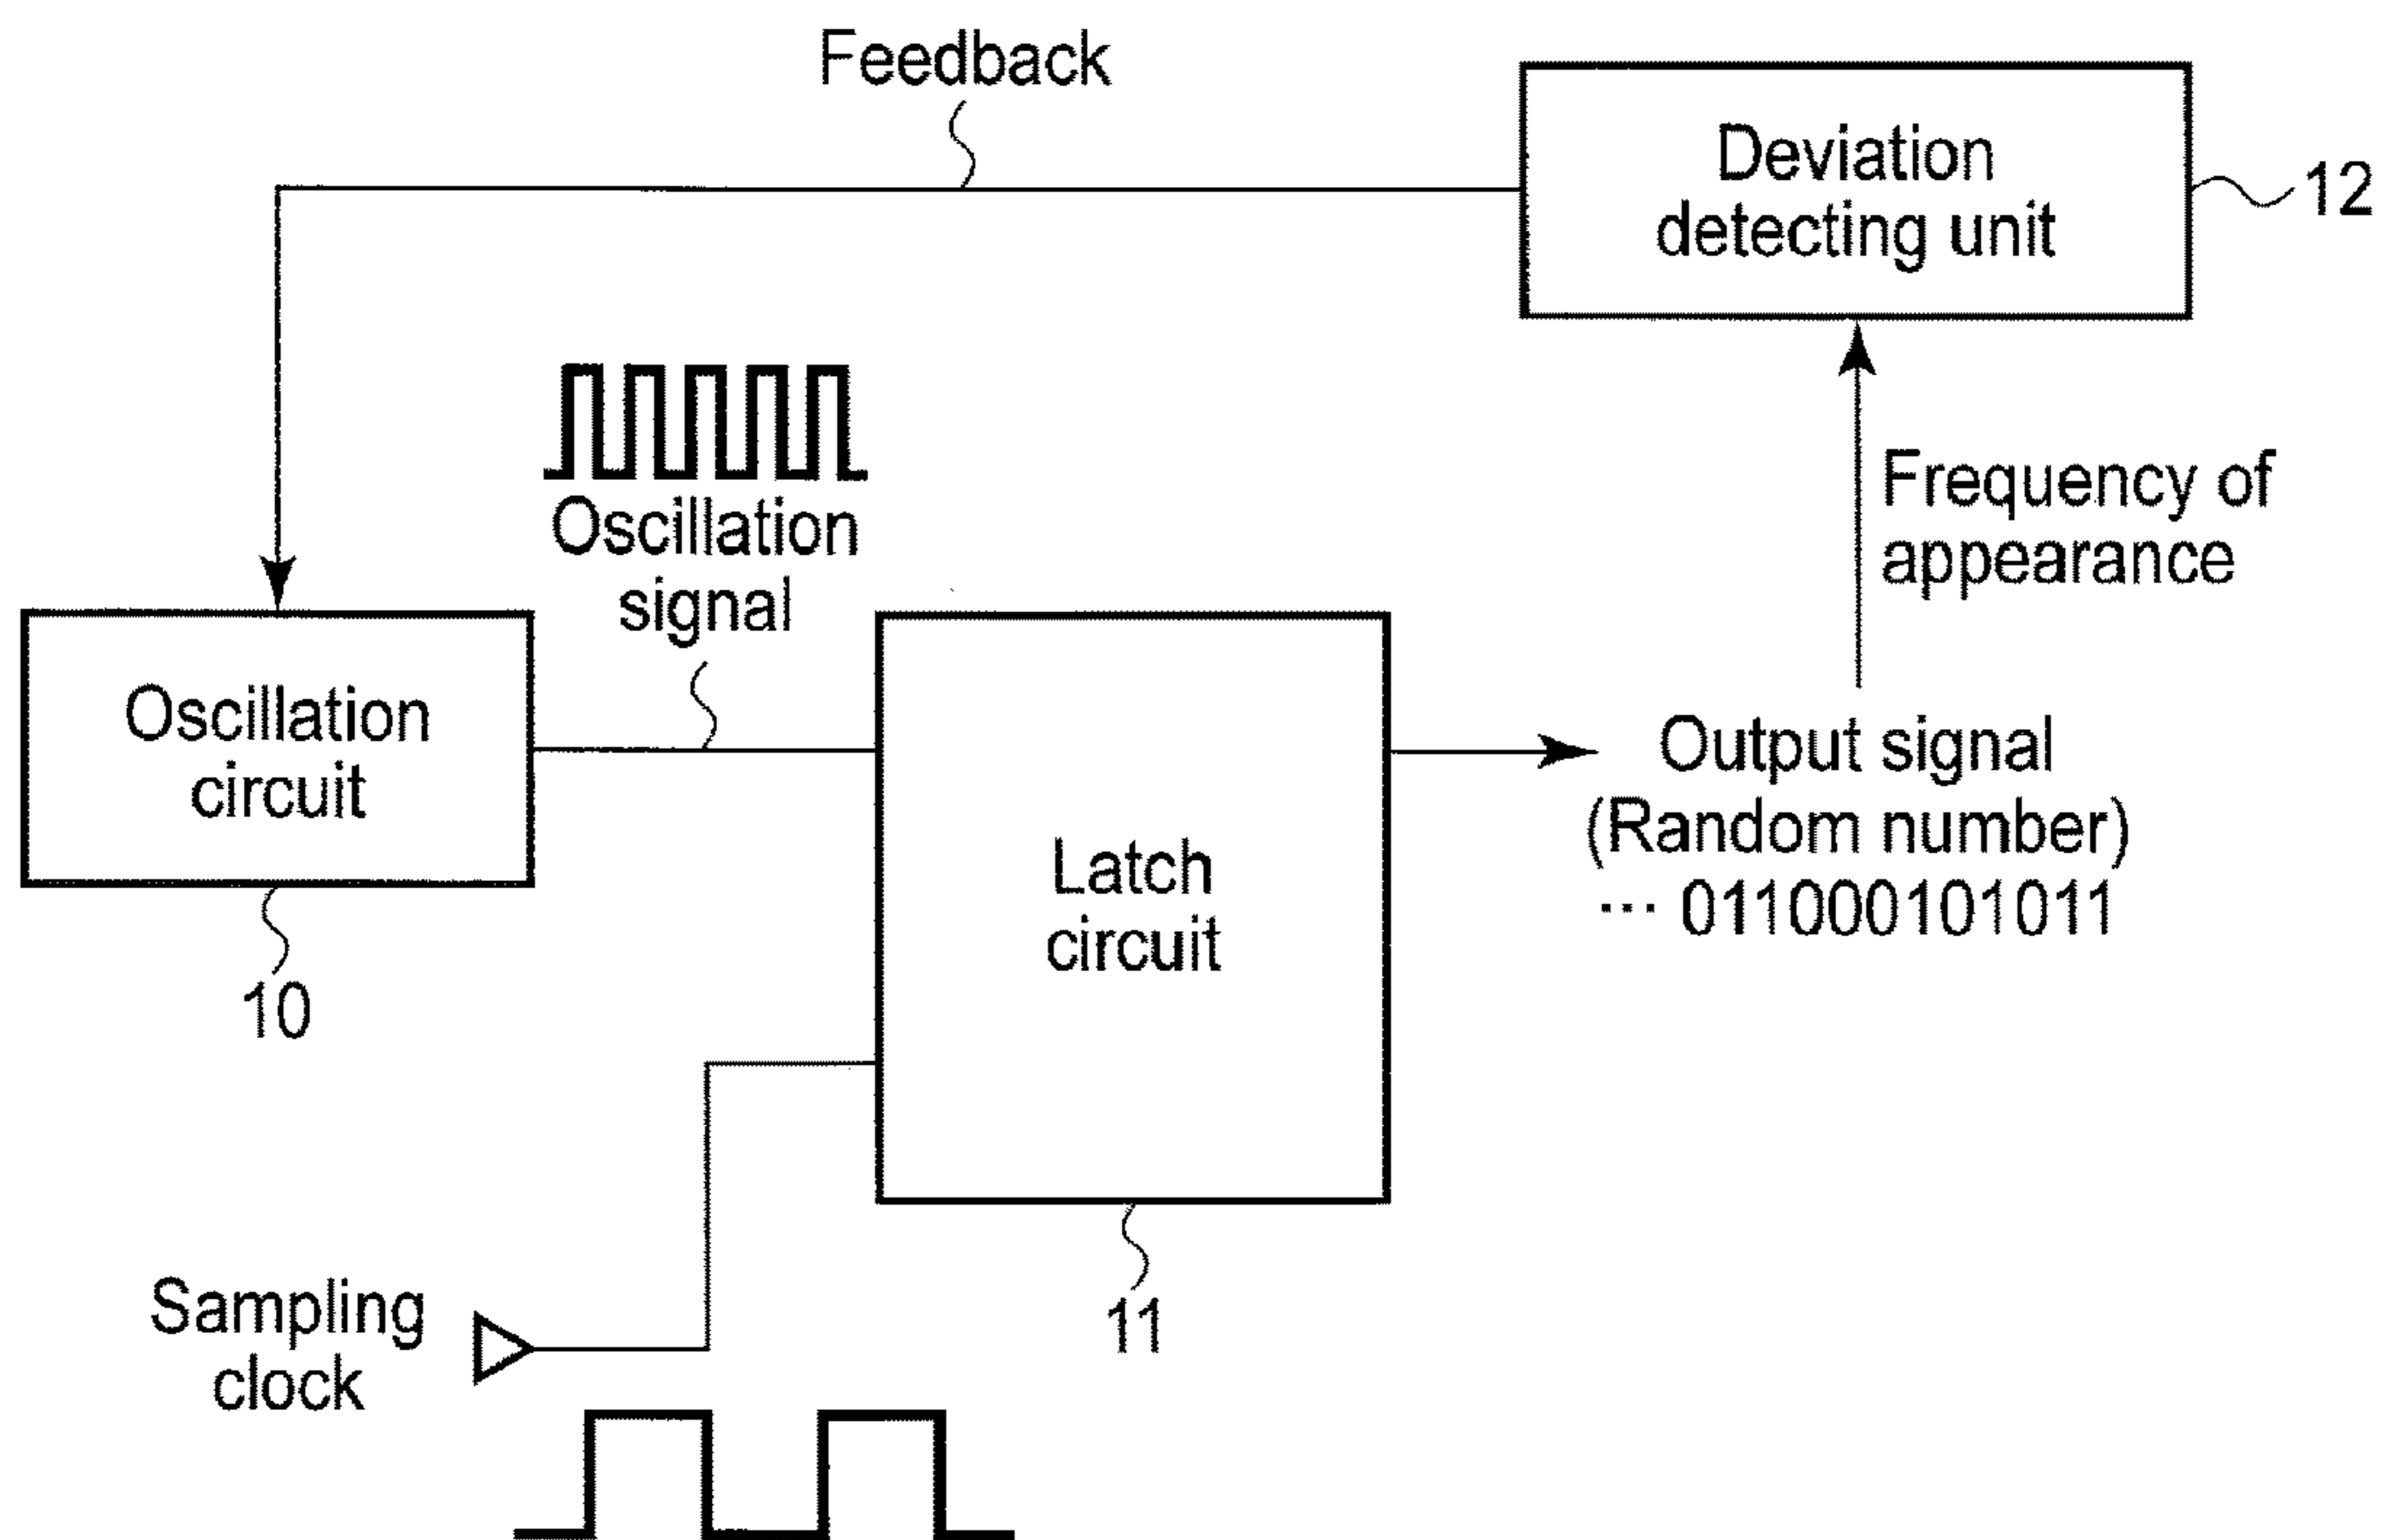 Feedback
Deviation
detecting unit
12
Oscillation
signal
Frequency of
appearance
Oscillation
circuit
10
Latch
circuit
11
Output signal
(Random number)
··· 011000101011
Sampling
clock